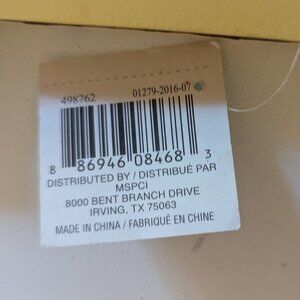 498762 01279-2016-07
8 86946 08468 3
DISTRIBUTED BY / DISTRIBUÉ PAR
MSPCI
8000 BENT BRANCH DRIVE
IRVING, TX 75063
MADE IN CHINA / FABRIQUÉ EN CHINE